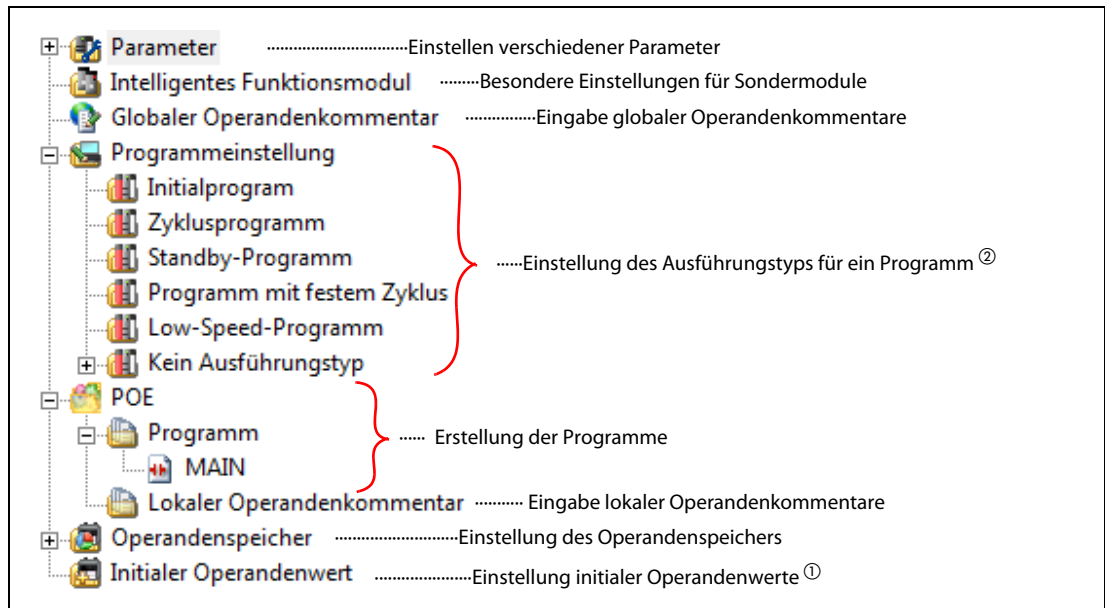 Parameter ..............................Einstellen verschiedener Parameter
Intelligentes Funktionsmodul .........Besondere Einstellungen für Sondermodule
Globaler Operandenkommentar ...............Eingabe globaler Operandenkommentare
Programmeinstellung
Initialprogram
Zyklusprogramm
Standby-Programm ......Einstellung des Ausführungstyps für ein Programm ②
Programm mit festem Zyklus
Low-Speed-Programm
Kein Ausführungstyp
POE
Programm ...... Erstellung der Programme
MAIN
Lokaler Operandenkommentar ........... Eingabe lokaler Operandenkommentare
Operandenspeicher ............................Einstellung des Operandenspeichers
Initialer Operandenwert ......................Einstellung initialer Operandenwerte ①